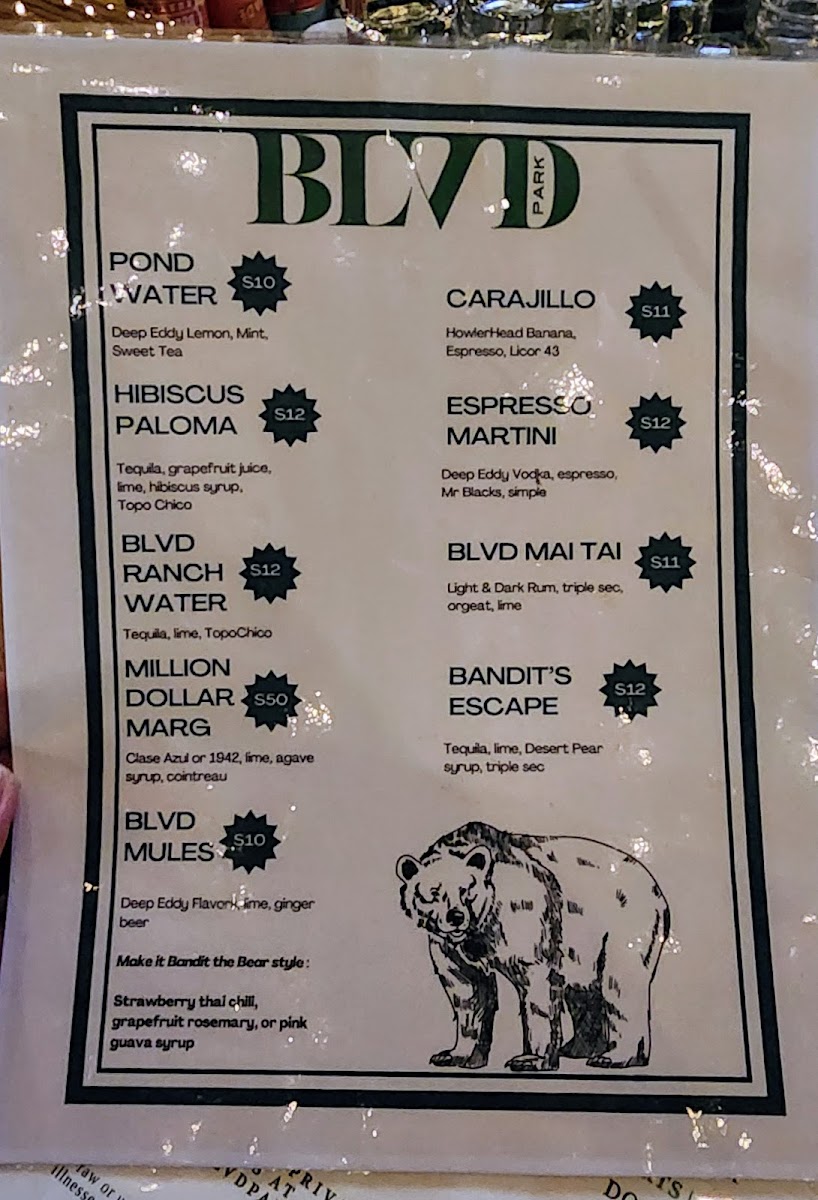 BLVD
PARK
POND
WATER
$10
Deep Eddy Lemon, Mint,
Sweet Tea
HIBISCUS
PALOMA
$12
Tequila, grapefruit juice,
lime, hibiscus syrup,
Topo Chico
BLVD
RANCH
WATER
$12
Tequila, lime, TopoChico
MILLION
DOLLAR
MARG
$50
Clase Azul or 1942, lime, agave
syrup, cointreau
BLVD
MULES
$10
Deep Eddy Flavor, lime, ginger
beer
Make it Bandit the Bear style:
Strawberry thai chili,
grapefruit rosemary, or pink
guava syrup
CARAJILLO
$11
HowlerHead Banana,
Espresso, Licor 43
ESPRESSO
MARTINI
$12
Deep Eddy Vodka, espresso,
Mr Blacks, simple
BLVD MAI TAI
$11
Light & Dark Rum, triple sec,
orgeat, lime
BANDIT'S
ESCAPE
$12
Tequila, lime, Desert Pear
syrup, triple sec
raw or
AT